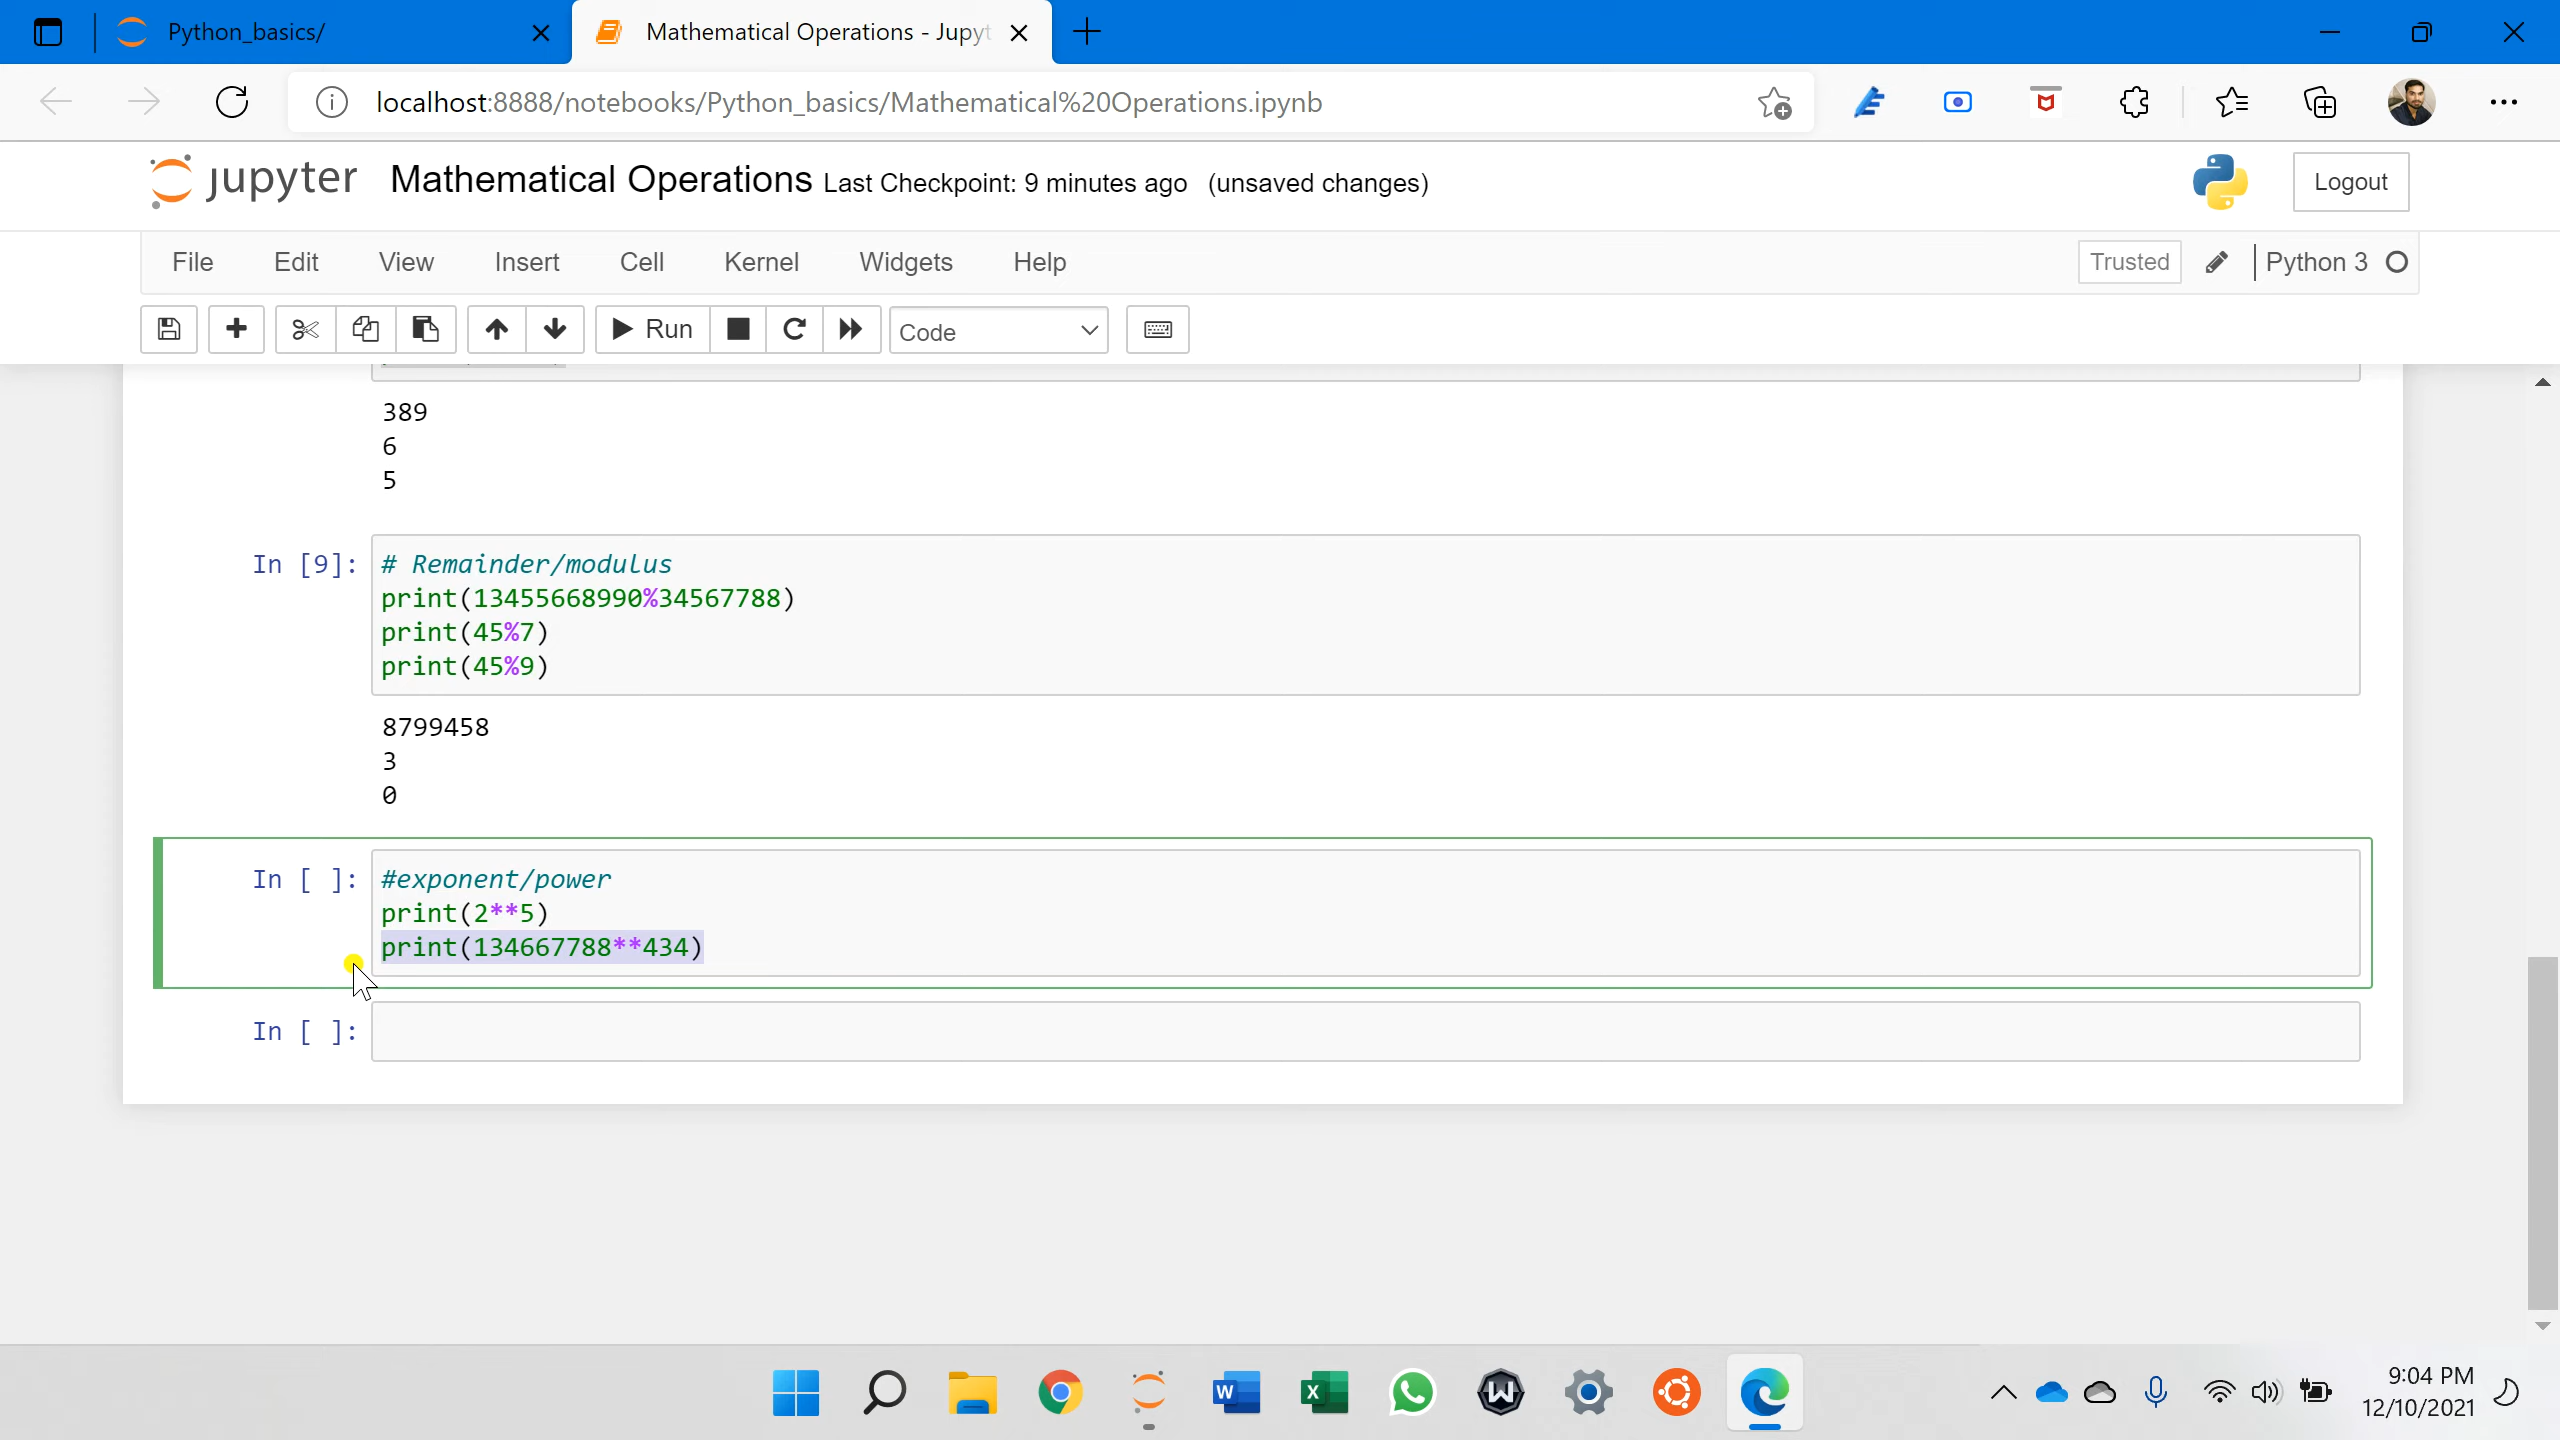 Python_basics/
Mathematical Operations - Jupyt
localhost:8888/notebooks/Python_basics/Mathematical%20Operations.ipynb
jupyter Mathematical Operations Last Checkpoint: 9 minutes ago (unsaved changes)
Logout
File Edit View Insert Cell Kernel Widgets Help
Trusted
Python 3
Run
Code
389
6
5
In [9]: # Remainder/modulus
print(13455668990%34567788)
print(45%7)
print(45%9)
8799458
3
0
In [ ]: #exponent/power
print(2**5)
print(134667788**434)
In [ ]:
9:04 PM
12/10/2021